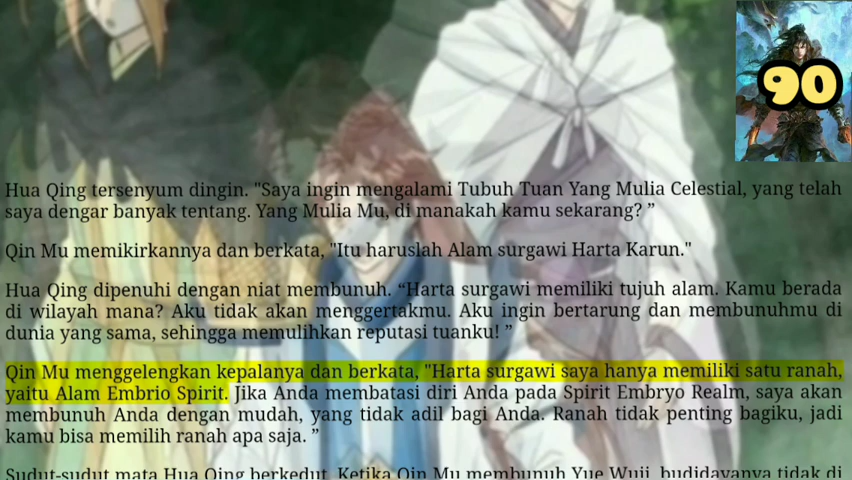 90
Hua Qing tersenyum dingin. "Saya ingin mengalami Tubuh Tuan Yang Mulia Celestial, yang telah
saya dengar banyak tentang. Yang Mulia Mu, di manakah kamu sekarang? ”
Qin Mu memikirkannya dan berkata, "Itu haruslah Alam surgawi Harta Karun."
Hua Qing dipenuhi dengan niat membunuh. “Harta surgawi memiliki tujuh alam. Kamu berada
di wilayah mana? Aku tidak akan menggertakmu. Aku ingin bertarung dan membunuhmu di
dunia yang sama, sehingga memulihkan reputasi tuanku! ”
Qin Mu menggelengkan kepalanya dan berkata, "Harta surgawi saya hanya memiliki satu ranah,
yaitu Alam Embrio Spirit. Jika Anda membatasi diri Anda pada Spirit Embryo Realm, saya akan
membunuh Anda dengan mudah, yang tidak adil bagi Anda. Ranah tidak penting bagiku, jadi
kamu bisa memilih ranah apa saja. ”
Sudut-sudut mata Hua Qing berkedut. Ketika Qin Mu membunuh Yue Wuji, budidayanya tidak di